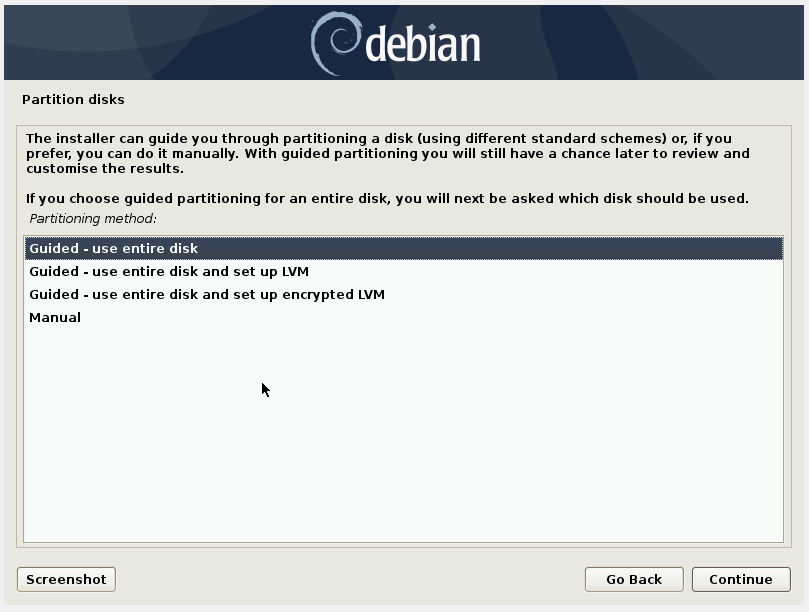 debian
Partition disks
The installer can guide you through partitioning a disk (using different standard schemes) or, if you
prefer, you can do it manually. With guided partitioning you will still have a chance later to review and
customise the results.
If you choose guided partitioning for an entire disk, you will next be asked which disk should be used.
Partitioning method:
Guided - use entire disk
Guided - use entire disk and set up LVM
Guided - use entire disk and set up encrypted LVM
Manual
Screenshot
Go Back
Continue